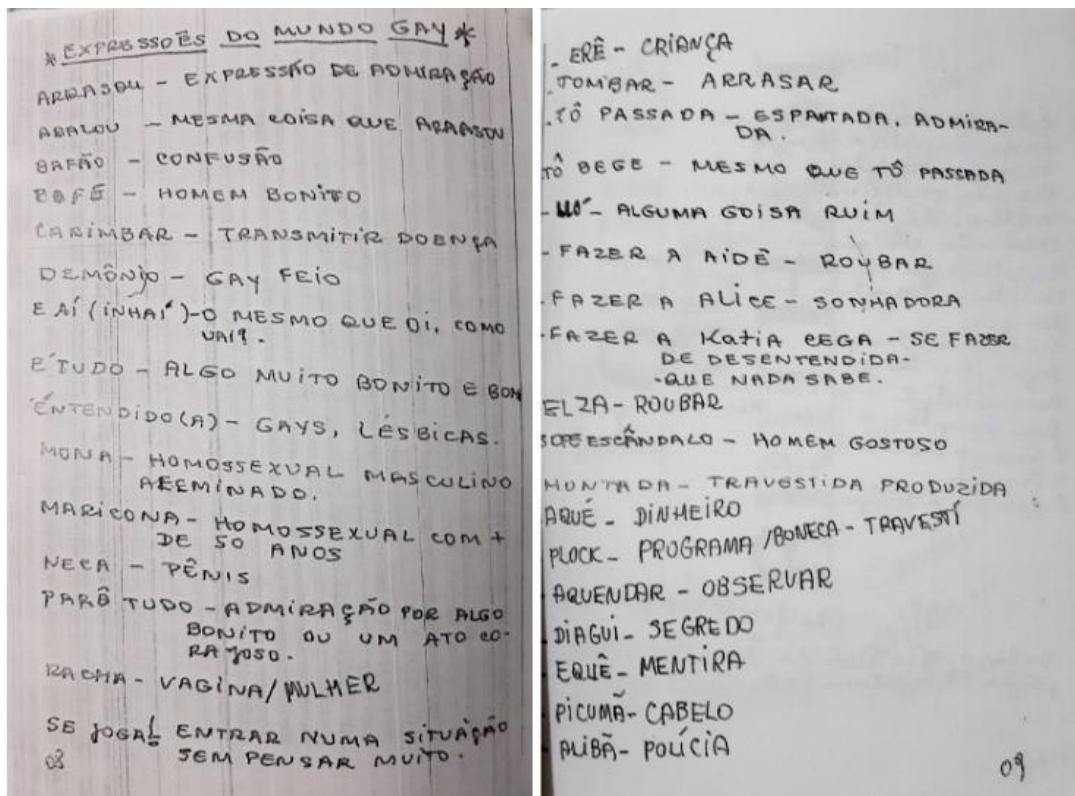 * EXPRESSÕES DO MUNDO GAY *
ARRASOU - EXPRESSÃO DE ADMIRAÇÃO
ABALOU - MESMA COISA QUE ARRASOU
BAFÃO - CONFUSÃO
BOFE - HOMEM BONITO
CARIMBAR - TRANSMITIR DOENÇA
DEMÔNIO - GAY FEIO
E AÍ (INHAÍ) - O MESMO QUE OI, COMO
VAI?.
É TUDO - ALGO MUITO BONITO E BOM
ENTENDIDO(A) - GAYS, LÉSBICAS.
MONA - HOMOSSEXUAL MASCULINO
AFEMINADO.
MARICONA - HOMOSSEXUAL COM +
DE 50 ANOS
NECA - PÊNIS
PARÔ TUDO - ADMIRAÇÃO POR ALGO
BONITO OU UM ATO CO-
RAJOSO.
RACHA - VAGINA/MULHER
SE JOGA! ENTRAR NUMA SITUAÇÃO
SEM PENSAR MUITO.
08
- ERÊ - CRIANÇA
- TOMBAR - ARRASAR
- TÔ PASSADA - ESPANTADA. ADMIRA-
DA.
TÔ BEGE - MESMO QUE TÔ PASSADA
- UÓ - ALGUMA COISA RUIM
- FAZER A AIDÊ - ROUBAR
- FAZER A ALICE - SONHADORA
- FAZER A KATIA CEGA - SE FAZER
DE DESENTENDIDA-
-QUE NADA SABE.
ELZA - ROUBAR
BOFE ESCÂNDALO - HOMEM GOSTOSO
MONTADA - TRAVESTIDA PRODUZIDA
AQUÉ - DINHEIRO
PLOCK - PROGRAMA /BONECA - TRAVESTÍ
AQUENDAR - OBSERVAR
DIAGUI - SEGREDO
EQUÊ - MENTIRA
PICUMÃ - CABELO
ALIBÃ - POLÍCIA
09